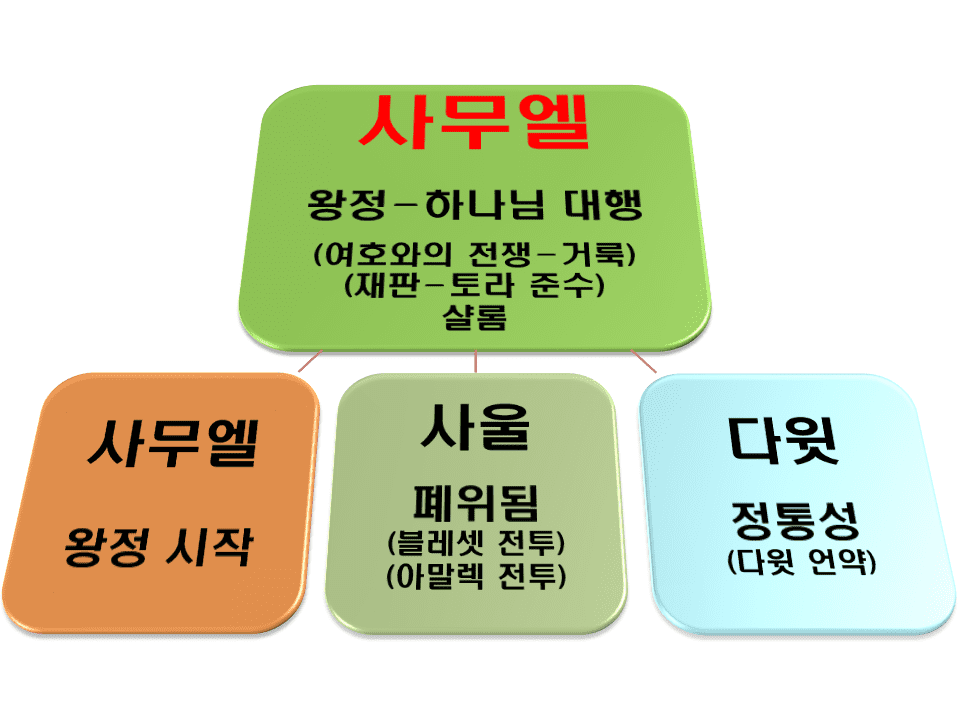 사무엘
왕정-하나님 대행
(여호와의 전쟁-거룩)
(재판-토라 준수)
샬롬
사무엘
왕정 시작
사울
폐위됨
(블레셋 전투)
(아말렉 전투)
다윗
정통성
(다윗 언약)